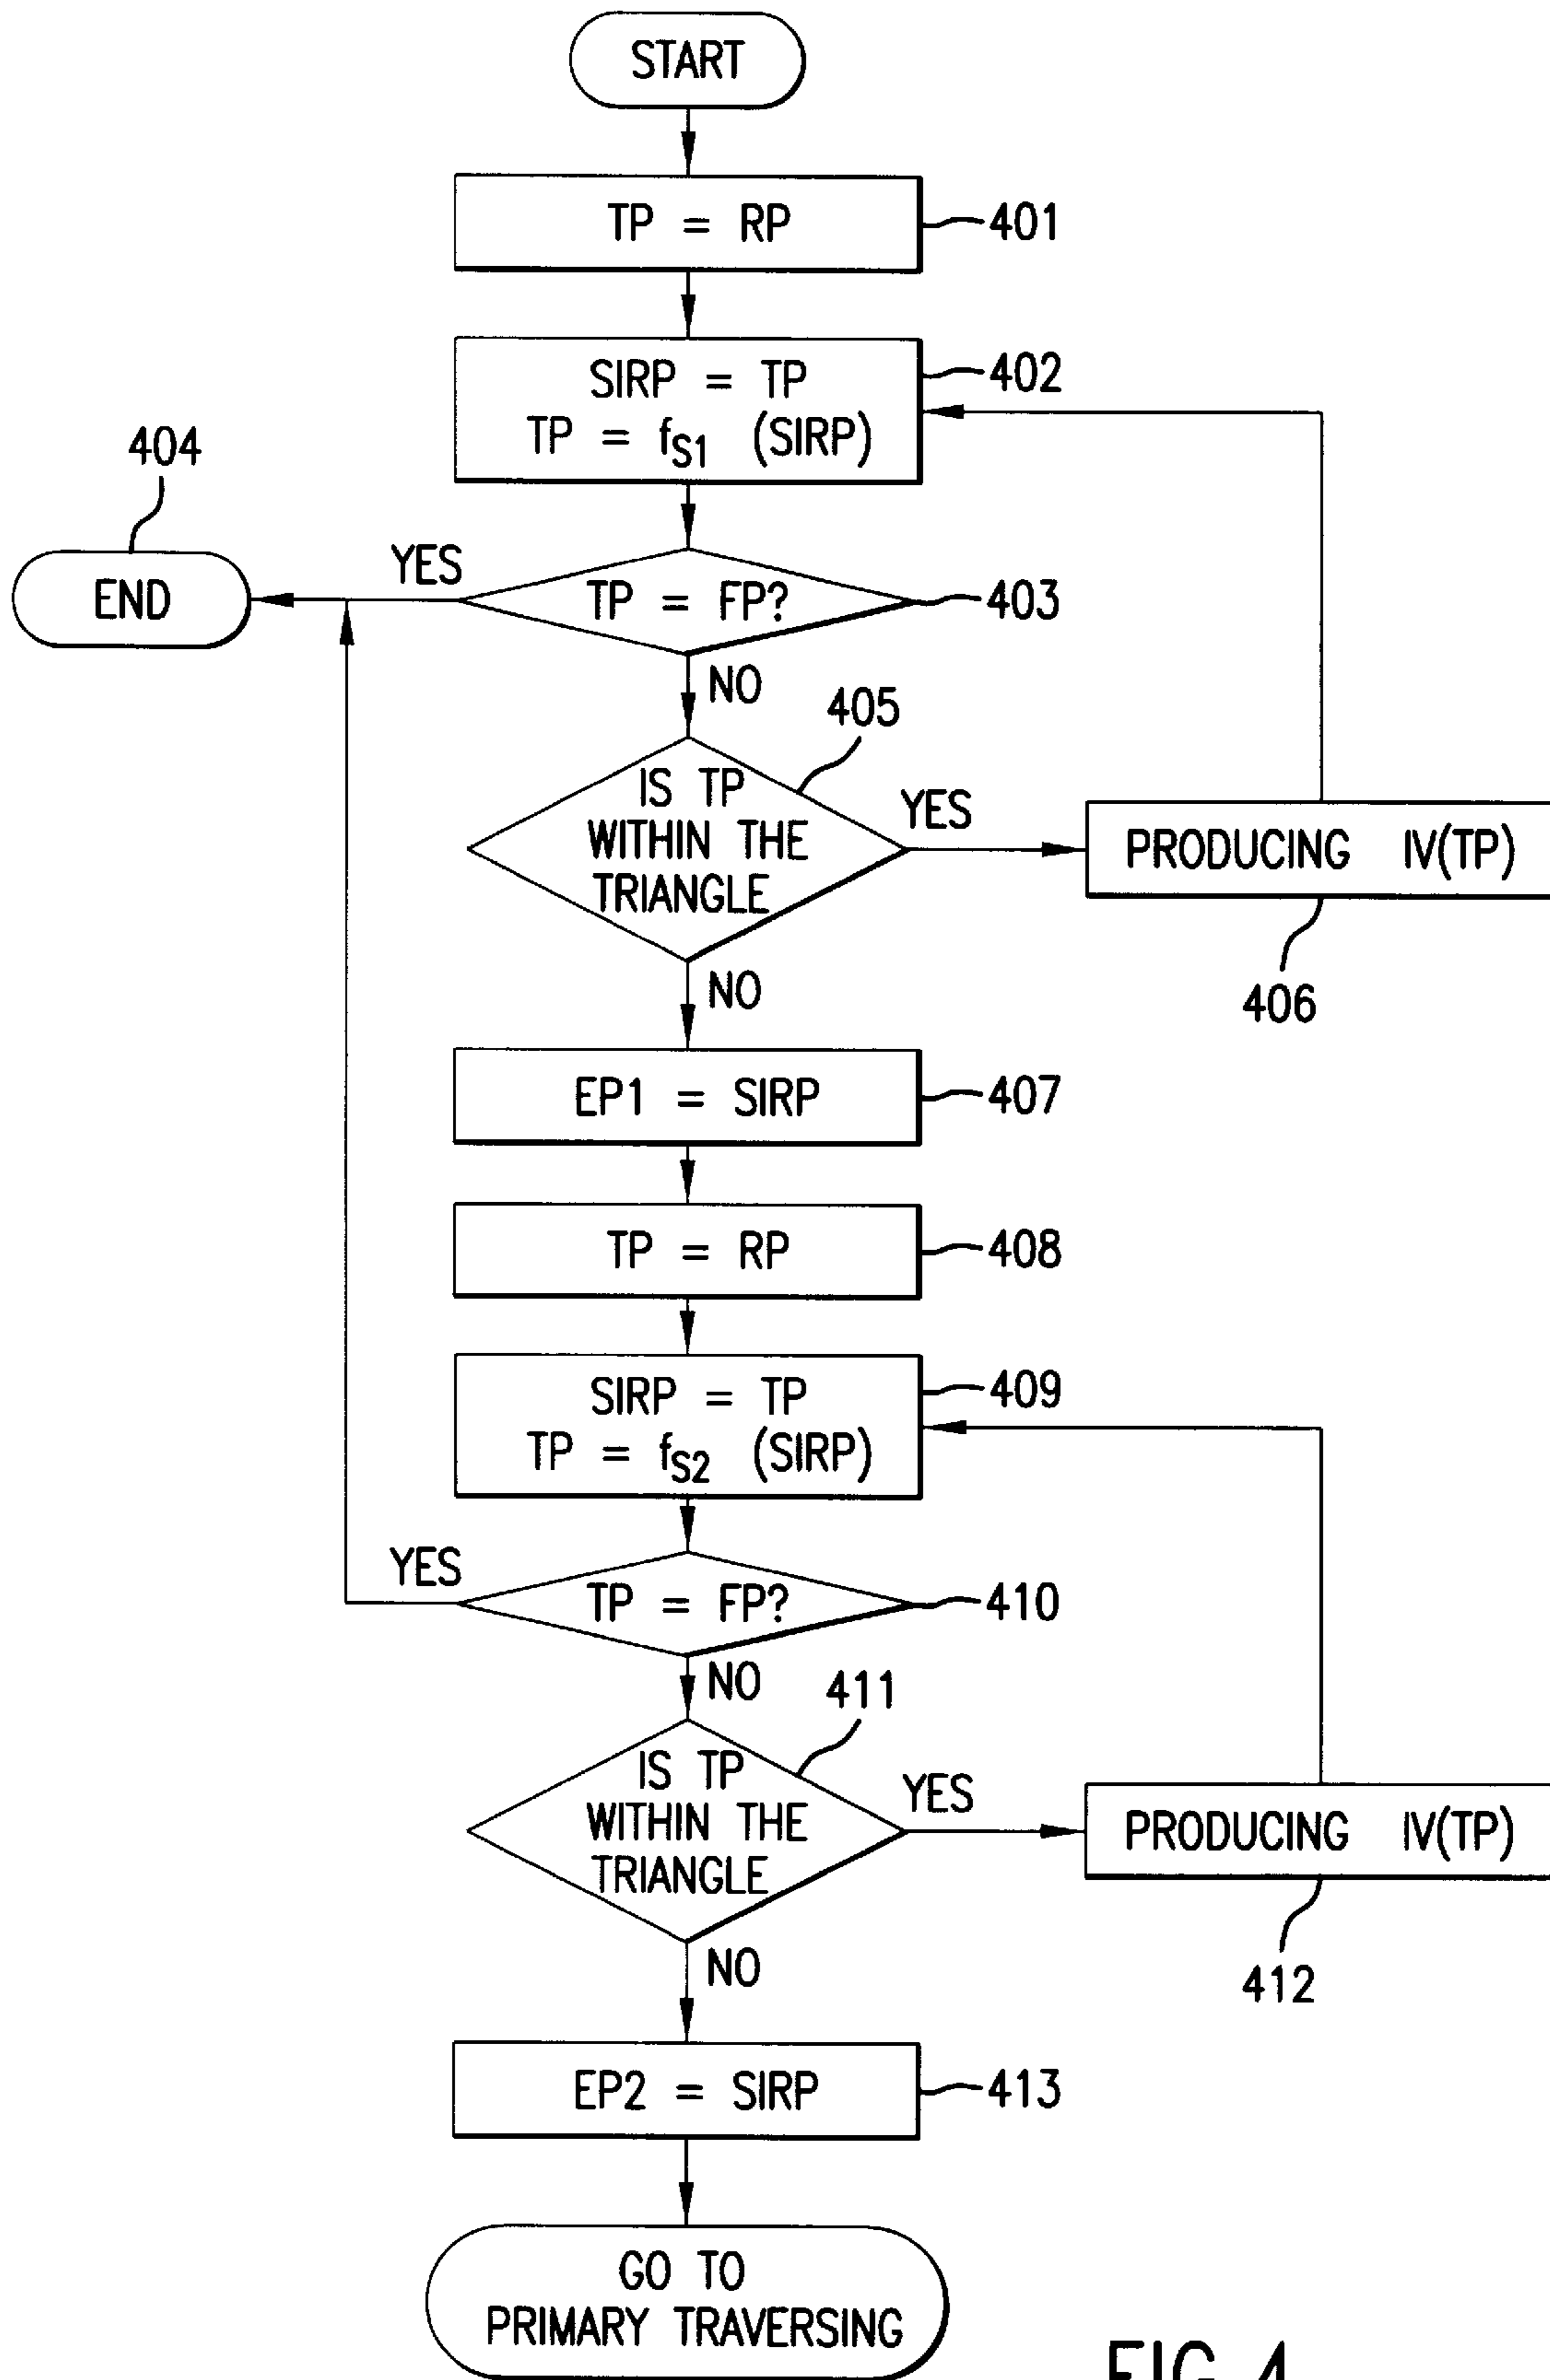 START
TP = RP
401
SIRP = TP
TP = fS1 (SIRP)
402
404
END
YES
TP = FP?
403
NO
405
IS TP
WITHIN THE
TRIANGLE
YES
PRODUCING IV(TP)
406
NO
EP1 = SIRP
407
TP = RP
408
SIRP = TP
TP = fS2 (SIRP)
409
YES
TP = FP?
410
NO
411
IS TP
WITHIN THE
TRIANGLE
YES
PRODUCING IV(TP)
412
NO
EP2 = SIRP
413
GO TO
PRIMARY TRAVERSING
FIG. 4